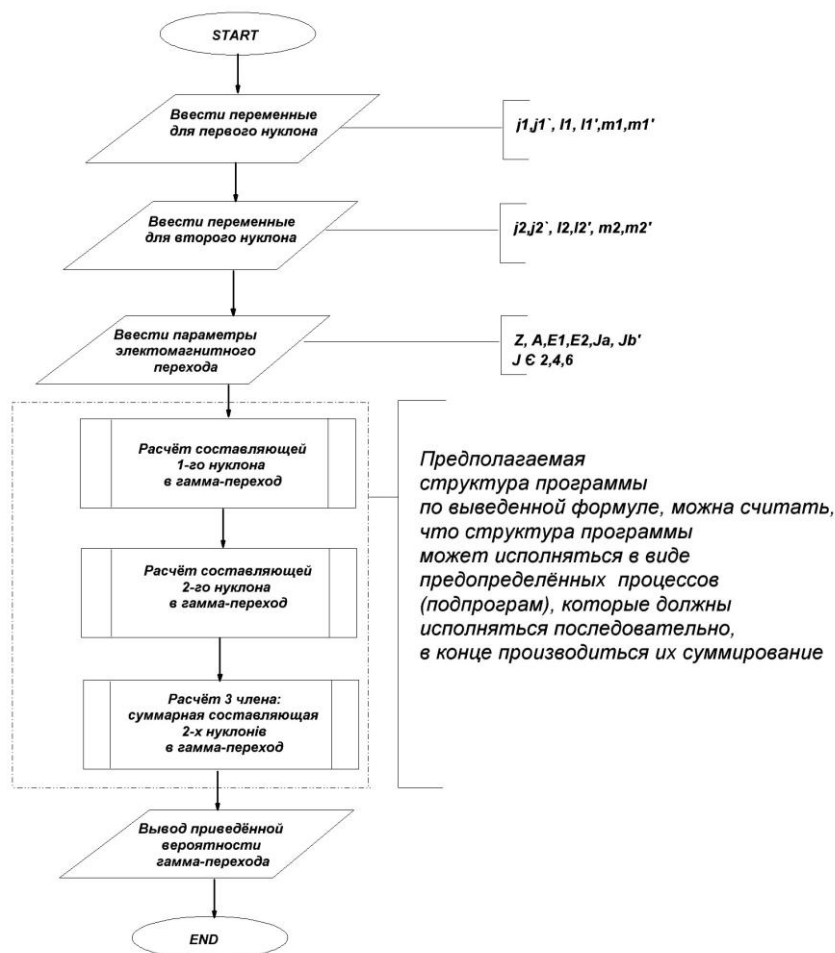 START
Ввести переменные
для первого нуклона
j1,j1`, l1, l1',m1,m1'
Ввести переменные
для второго нуклона
j2,j2`, l2,l2', m2,m2'
Ввести параметры
электомагнитного
перехода
Z, A,E1,E2,Ja, Jb'
J Є 2,4,6
Расчёт составляющей
1-го нуклона
в гамма-переход
Расчёт составляющей
2-го нуклона
в гамма-переход
Расчёт 3 члена:
суммарная составляющая
2-х нуклонів
в гамма-переход
Предполагаемая
структура программы
по выведенной формуле, можна считать,
что структура программы
может исполняться в виде
предопределённых процессов
(подпрограм), которые должны
исполняться последовательно,
в конце производиться их суммирование
Вывод приведённой
вероятности
гамма-перехода
END